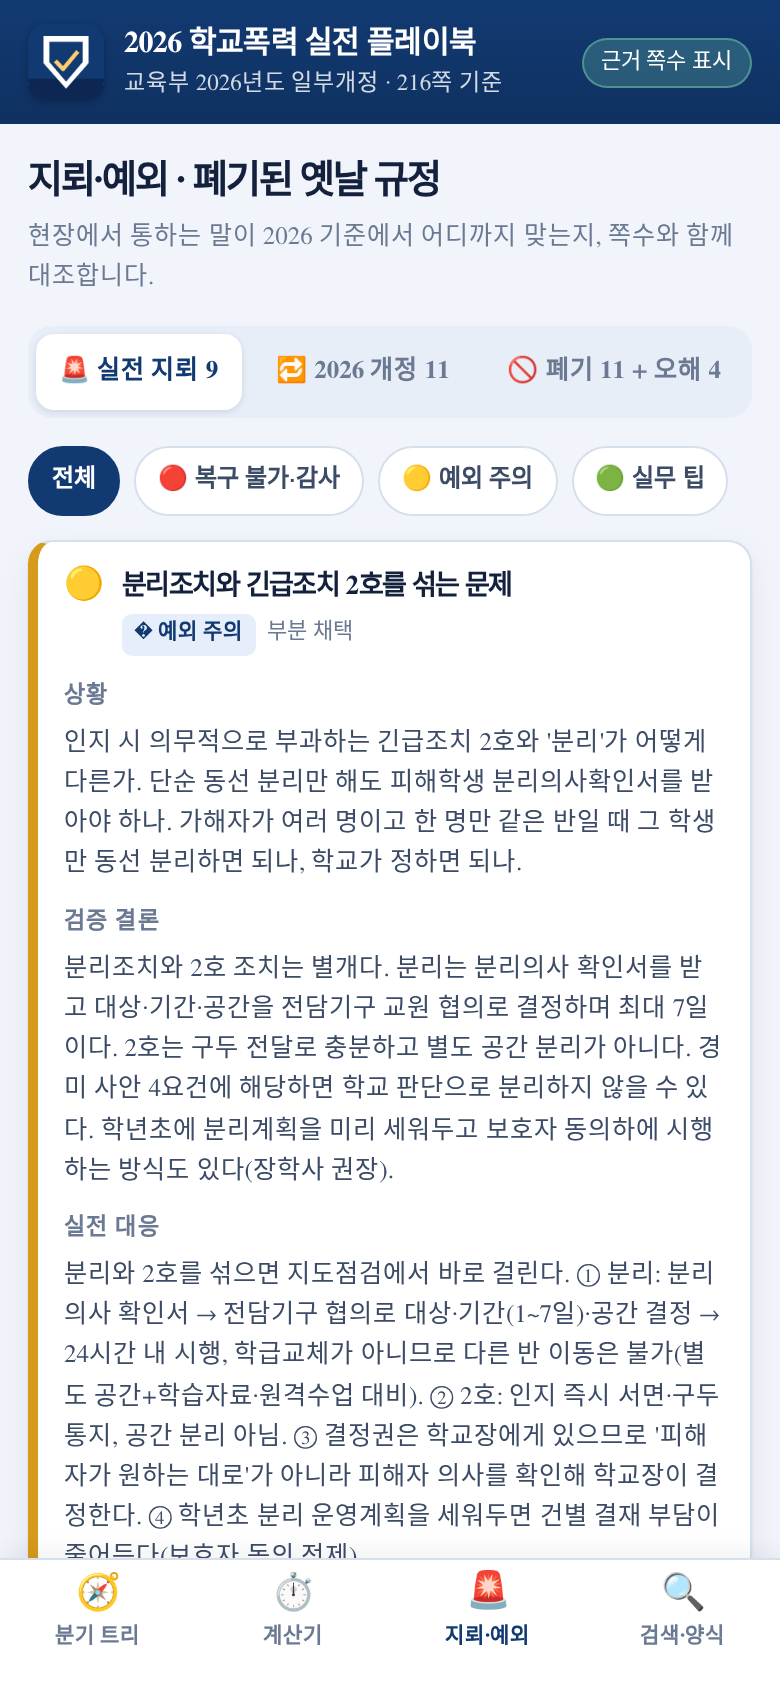 2026 학교폭력 실전 플레이북
교육부 2026년도 일부개정 · 216쪽 기준
근거 쪽수 표시
지뢰·예외 · 폐기된 옛날 규정
현장에서 통하는 말이 2026 기준에서 어디까지 맞는지, 쪽수와 함께
대조합니다.
🚨 실전 지뢰 9
🔁 2026 개정 11
🚫 폐기 11 + 오해 4
전체
🔴 복구 불가·감사
🟡 예외 주의
🟢 실무 팁
🟡 분리조치와 긴급조치 2호를 섞는 문제
� 예외 주의 부분 채택
상황
인지 시 의무적으로 부과하는 긴급조치 2호와 '분리'가 어떻게
다른가. 단순 동선 분리만 해도 피해학생 분리의사확인서를 받
아야 하나. 가해자가 여러 명이고 한 명만 같은 반일 때 그 학생
만 동선 분리하면 되나, 학교가 정하면 되나.
검증 결론
분리조치와 2호 조치는 별개다. 분리는 분리의사 확인서를 받
고 대상·기간·공간을 전담기구 교원 협의로 결정하며 최대 7일
이다. 2호는 구두 전달로 충분하고 별도 공간 분리가 아니다. 경
미 사안 4요건에 해당하면 학교 판단으로 분리하지 않을 수 있
다. 학년초에 분리계획을 미리 세워두고 보호자 동의하에 시행
하는 방식도 있다(장학사 권장).
실전 대응
분리와 2호를 섞으면 지도점검에서 바로 걸린다. ① 분리: 분리
의사 확인서 → 전담기구 협의로 대상·기간(1~7일)·공간 결정 →
24시간 내 시행, 학급교체가 아니므로 다른 반 이동은 불가(별
도 공간+학습자료·원격수업 대비). ② 2호: 인지 즉시 서면·구두
통지, 공간 분리 아님. ③ 결정권은 학교장에게 있으므로 '피해
자가 원하는 대로'가 아니라 피해자 의사를 확인해 학교장이 결
정한다. ④ 학년초 분리 운영계획을 세워두면 건별 결재 부담이
줄어든다(보호자 동의 전제).
분기 트리
계산기
지뢰·예외
검색·양식